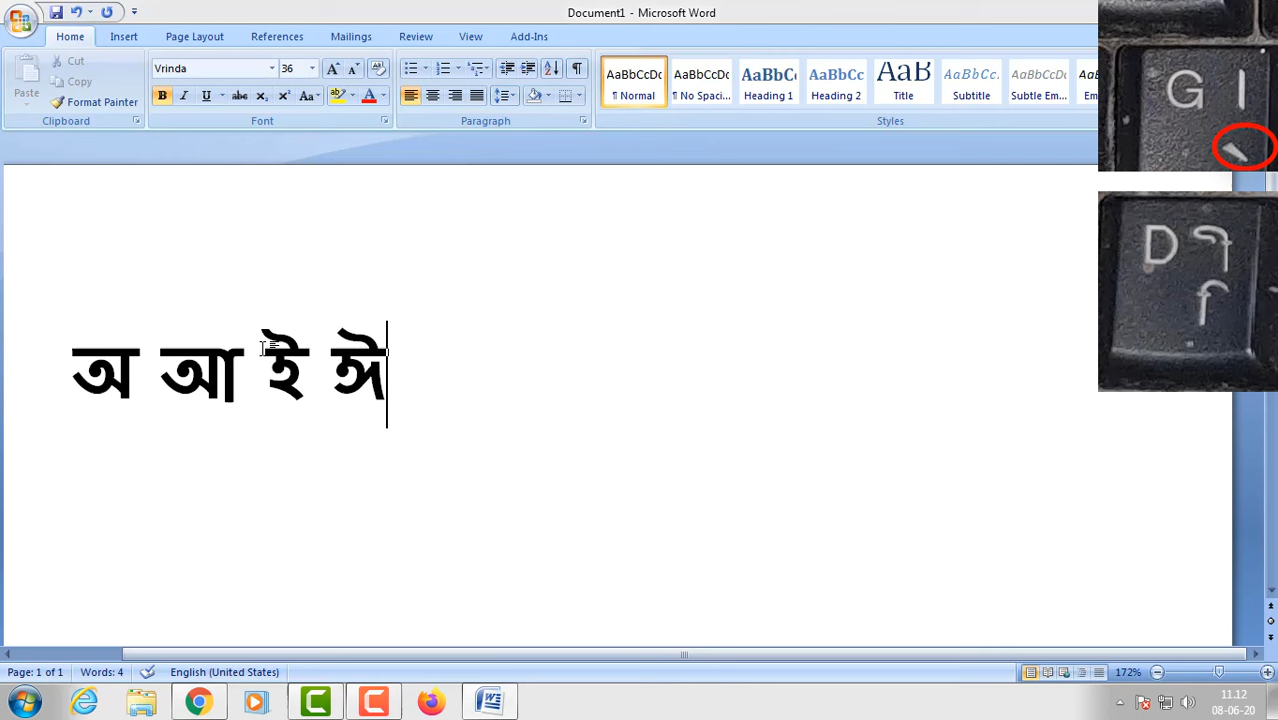 Document1 - Microsoft Word
Home Insert Page Layout References Mailings Review View Add-Ins
Cut
Copy
Paste
Format Painter
Clipboard
Vrinda 36
Font
Paragraph
AaBbCcDc AaBbCcDc AaBbCc AaBbCc AaB AaBbCc. AaBbCcDc
¶ Normal ¶ No Spaci... Heading 1 Heading 2 Title Subtitle Subtle Em...
Styles
G ।
্
D ী
ি
অ আ ই ঈ
Page: 1 of 1 Words: 4 English (United States) 172%
11.12
08-06-20